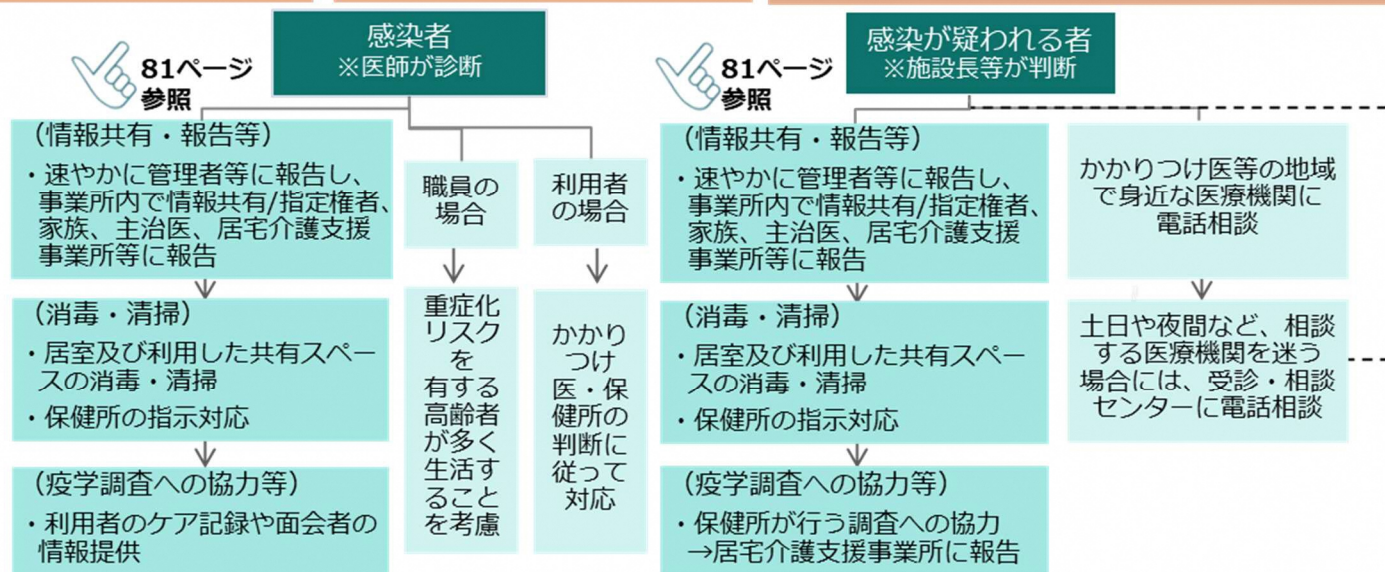 感染者
※医師が診断
81ページ
参照
(情報共有・報告等)
・速やかに管理者等に報告し、
事業所内で情報共有/指定権者、
家族、主治医、居宅介護支援
事業所等に報告
(消毒・清掃)
・居室及び利用した共有スペー
スの消毒・清掃
・保健所の指示対応
(疫学調査への協力等)
・利用者のケア記録や面会者の
情報提供
職員の
場合
重症化
リスク
を
有する
高齢者
が多く
生活す
ること
を考慮
利用者
の場合
かかり
つけ
医・保
健所の
判断に
従って
対応
感染が疑われる者
※施設長等が判断
81ページ
参照
(情報共有・報告等)
・速やかに管理者等に報告し、
事業所内で情報共有/指定権者、
家族、主治医、居宅介護支援
事業所等に報告
(消毒・清掃)
・居室及び利用した共有スペー
スの消毒・清掃
・保健所の指示対応
(疫学調査への協力等)
・保健所が行う調査への協力
→居宅介護支援事業所に報告
かかりつけ医等の地域
で身近な医療機関に
電話相談
土日や夜間など、相談
する医療機関を迷う
場合には、受診・相談
センターに電話相談